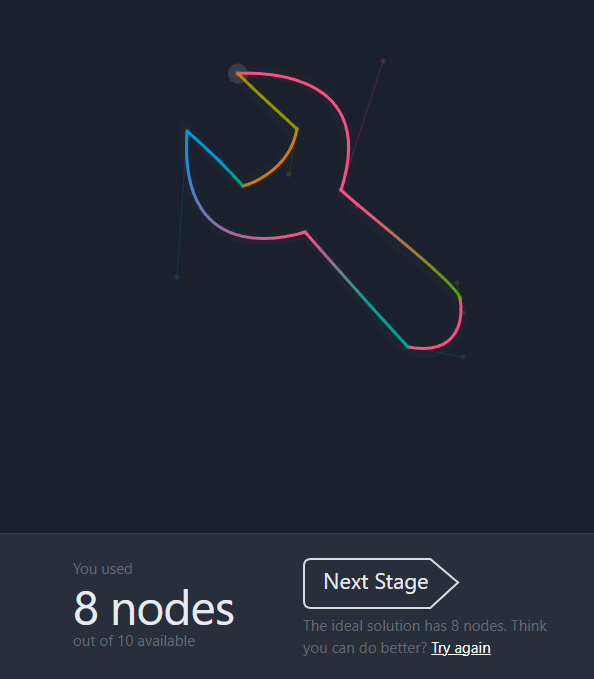 You used
8 nodes
out of 10 available
Next Stage
The ideal solution has 8 nodes. Think
you can do better? Try again